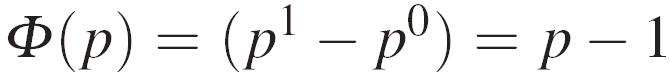 Φ(p) = (p¹ − p⁰) = p − 1